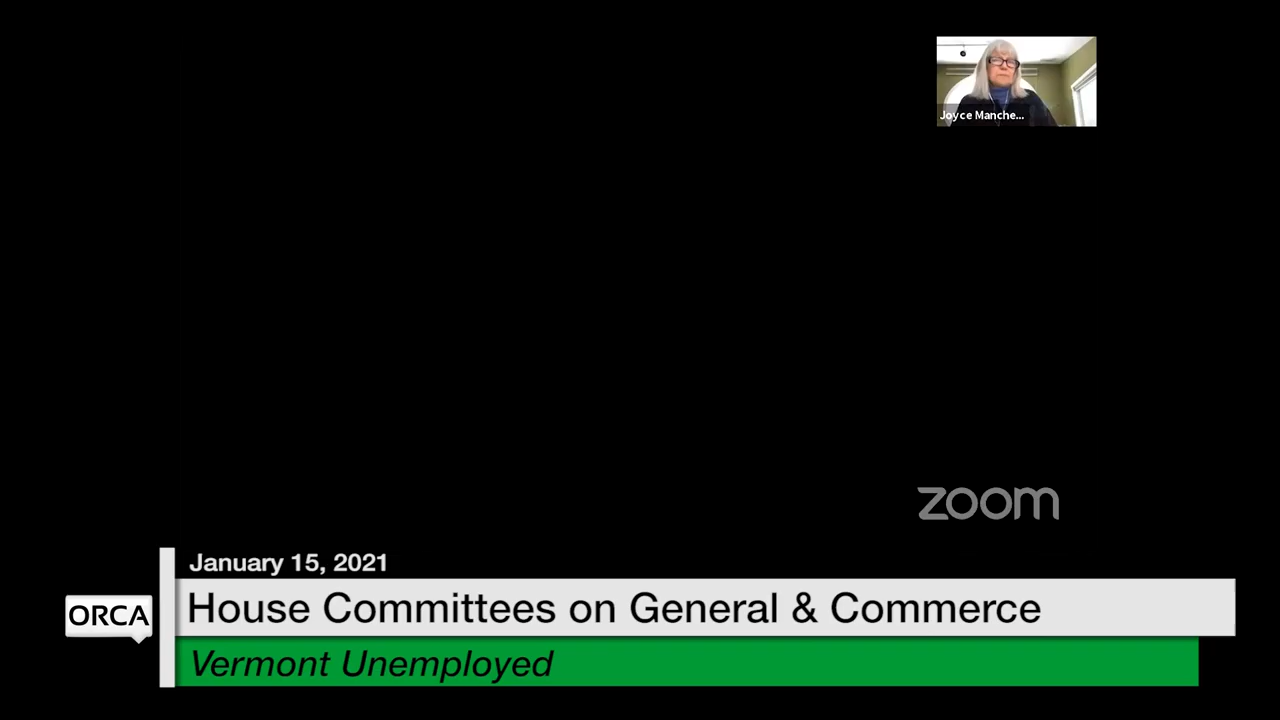 Joyce Manche...
zoom
January 15, 2021
House Committees on General & Commerce
ORCA
Vermont Unemployed